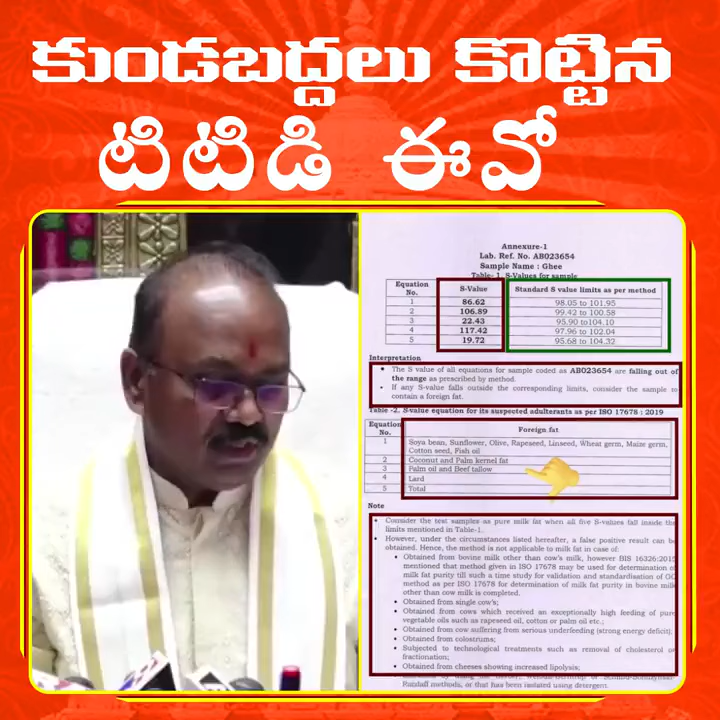 కుండబద్దలు కొట్టిన
టిటిడి ఈవో
Annexure-1
Lab. Ref. No. AB023654
Sample Name : Ghee
Table- 1. S-Values for sample
Equation No. S-Value Standard S value limits as per method
1 86.62 98.05 to 101.95
2 106.89 99.42 to 100.58
3 22.43 95.90 to104.10
4 117.42 97.96 to 102.04
5 19.72 95.68 to 104.32
Interpretation
• The S value of all equations for sample coded as AB023654 are falling out of
the range as prescribed by method.
• If any S-value falls outside the corresponding limits, consider the sample to
contain a foreign fat.
Table -2. S-value equation for its suspected adulterants as per ISO 17678 : 2019
Equation No. Foreign fat
1 Soya bean, Sunflower, Olive, Rapeseed, Linseed, Wheat germ, Maize germ,
Cotton seed, Fish oil
2 Coconut and Palm kernel fat
3 Palm oil and Beef tallow
4 Lard
5 Total
Note
• Consider the test samples as pure milk fat when all five S-values fall inside the
limits mentioned in Table-1.
• However, under the circumstances listed hereafter, a false positive result can be
obtained. Hence, the method is not applicable to milk fat in case of:
• Obtained from bovine milk other than cow's milk, however BIS 16326:2015
mentioned that method given in ISO 17678 may be used for determination of
milk fat purity till such a time study for validation and standardisation of GC
method as per ISO 17678 for determination of milk fat purity in bovine milk
other than cow milk is completed.
• Obtained from single cow's;
• Obtained from cows which received an exceptionally high feeding of pure
vegetable oils such as rapeseed oil, cotton or palm oil etc.;
• Obtained from cow suffering from serious underfeeding (strong energy deficit);
• Obtained from colostrums;
• Subjected to technological treatments such as removal of cholesterol or
fractionation;
• Obtained from cheeses showing increased lipolysis;
Randall methods, or that has been isolated using detergent.